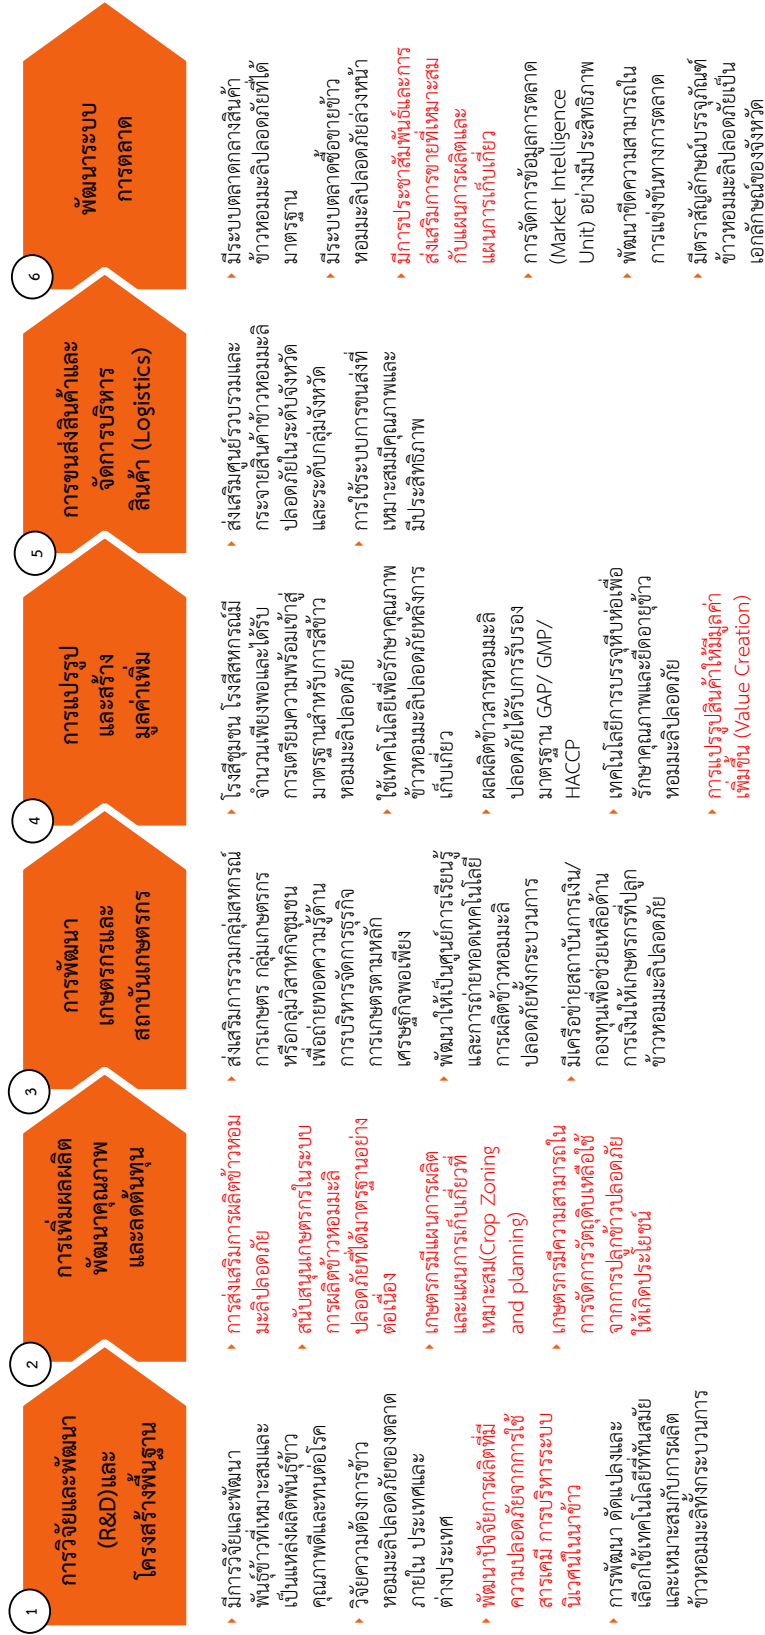 1
การวิจัยและพัฒนา
(R&D)และ
โครงสร้างพื้นฐาน
มีการวิจัยและพัฒนา
พันธุ์ข้าวที่เหมาะสมและ
เป็นแหล่งผลิตพันธุ์ข้าว
คุณภาพดีและทนต่อโรค
วิจัยความต้องการข้าว
หอมมะลิปลอดภัยของตลาด
ภายใน ประเทศและ
ต่างประเทศ
พัฒนาปัจจัยการผลิตที่มี
ความปลอดภัยจากการใช้
สารเคมี การบริหารระบบ
นิเวศน์ในนาข้าว
การพัฒนา ดัดแปลงและ
เลือกใช้เทคโนโลยีที่ทันสมัย
และเหมาะสมกับการผลิต
ข้าวหอมมะลิทั้งกระบวนการ
2
การเพิ่มผลผลิต
พัฒนาคุณภาพ
และลดต้นทุน
การส่งเสริมการผลิตข้าวหอม
มะลิปลอดภัย
สนับสนุนเกษตรกรในระบบ
การผลิตข้าวหอมมะลิ
ปลอดภัยที่ได้มาตรฐานอย่าง
ต่อเนื่อง
เกษตรกรมีแผนการผลิต
และแผนการเก็บเกี่ยวที่
เหมาะสม(Crop Zoning
and planning)
เกษตกรมีความสามารถใน
การจัดการวัตถุดิบเหลือใช้
จากการปลูกข้าวปลอดภัย
ให้เกิดประโยชน์
3
การพัฒนา
เกษตรกรและ
สถาบันเกษตรกร
ส่งเสริมการรวมกลุ่มสหกรณ์
การเกษตร กลุ่มเกษตรกร
หรือกลุ่มวิสาหกิจชุมชน
เพื่อถ่ายทอดความรู้ด้าน
การบริหารจัดการธุรกิจ
การเกษตรตามหลัก
เศรษฐกิจพอเพียง
พัฒนาให้เป็นศูนย์การเรียนรู้
และการถ่ายทอดเทคโนโลยี
การผลิตข้าวหอมมะลิ
ปลอดภัยทั้งกระบวนการ
มีเครือข่ายสถาบันการเงิน/
กองทุนเพื่อช่วยเหลือด้าน
การเงินให้เกษตรกรที่ปลูก
ข้าวหอมมะลิปลอดภัย
4
การแปรรูป
และสร้าง
มูลค่าเพิ่ม
โรงสีชุมชน โรงสีสหกรณ์มี
จำนวนเพียงพอและได้รับ
การเตรียมความพร้อมเข้าสู่
มาตรฐานสำหรับการสีข้าว
หอมมะลิปลอดภัย
ใช้เทคโนโลยีเพื่อรักษาคุณภาพ
ข้าวหอมมะลิปลอดภัยหลังการ
เก็บเกี่ยว
ผลผลิตข้าวสารหอมมะลิ
ปลอดภัยได้รับการรับรอง
มาตรฐาน GAP/ GMP/
HACCP
เทคโนโลยีการบรรจุหีบห่อเพื่อ
รักษาคุณภาพและยืดอายุข้าว
หอมมะลิปลอดภัย
การแปรรูปสินค้าให้มีมูลค่า
เพิ่มขึ้น (Value Creation)
5
การขนส่งสินค้าและ
จัดการบริหาร
สินค้า (Logistics)
ส่งเสริมศูนย์รวบรวมและ
กระจายสินค้าข้าวหอมมะลิ
ปลอดภัยในระดับจังหวัด
และระดับกลุ่มจังหวัด
การใช้ระบบการขนส่งที่
เหมาะสมมีคุณภาพและ
มีประสิทธิภาพ
6
พัฒนาระบบ
การตลาด
มีระบบตลาดกลางสินค้า
ข้าวหอมมะลิปลอดภัยที่ได้
มาตรฐาน
มีระบบตลาดซื้อขายข้าว
หอมมะลิปลอดภัยล่วงหน้า
มีการประชาสัมพันธ์และการ
ส่งเสริมการขายที่เหมาะสม
กับแผนการผลิตและ
แผนการเก็บเกี่ยว
การจัดการข้อมูลการตลาด
(Market Intelligence
Unit) อย่างมีประสิทธิภาพ
พัฒนาขีดความสามารถใน
การแข่งขันทางการตลาด
มีตราสัญลักษณ์บรรจุภัณฑ์
ข้าวหอมมะลิปลอดภัยเป็น
เอกลักษณ์ของจังหวัด